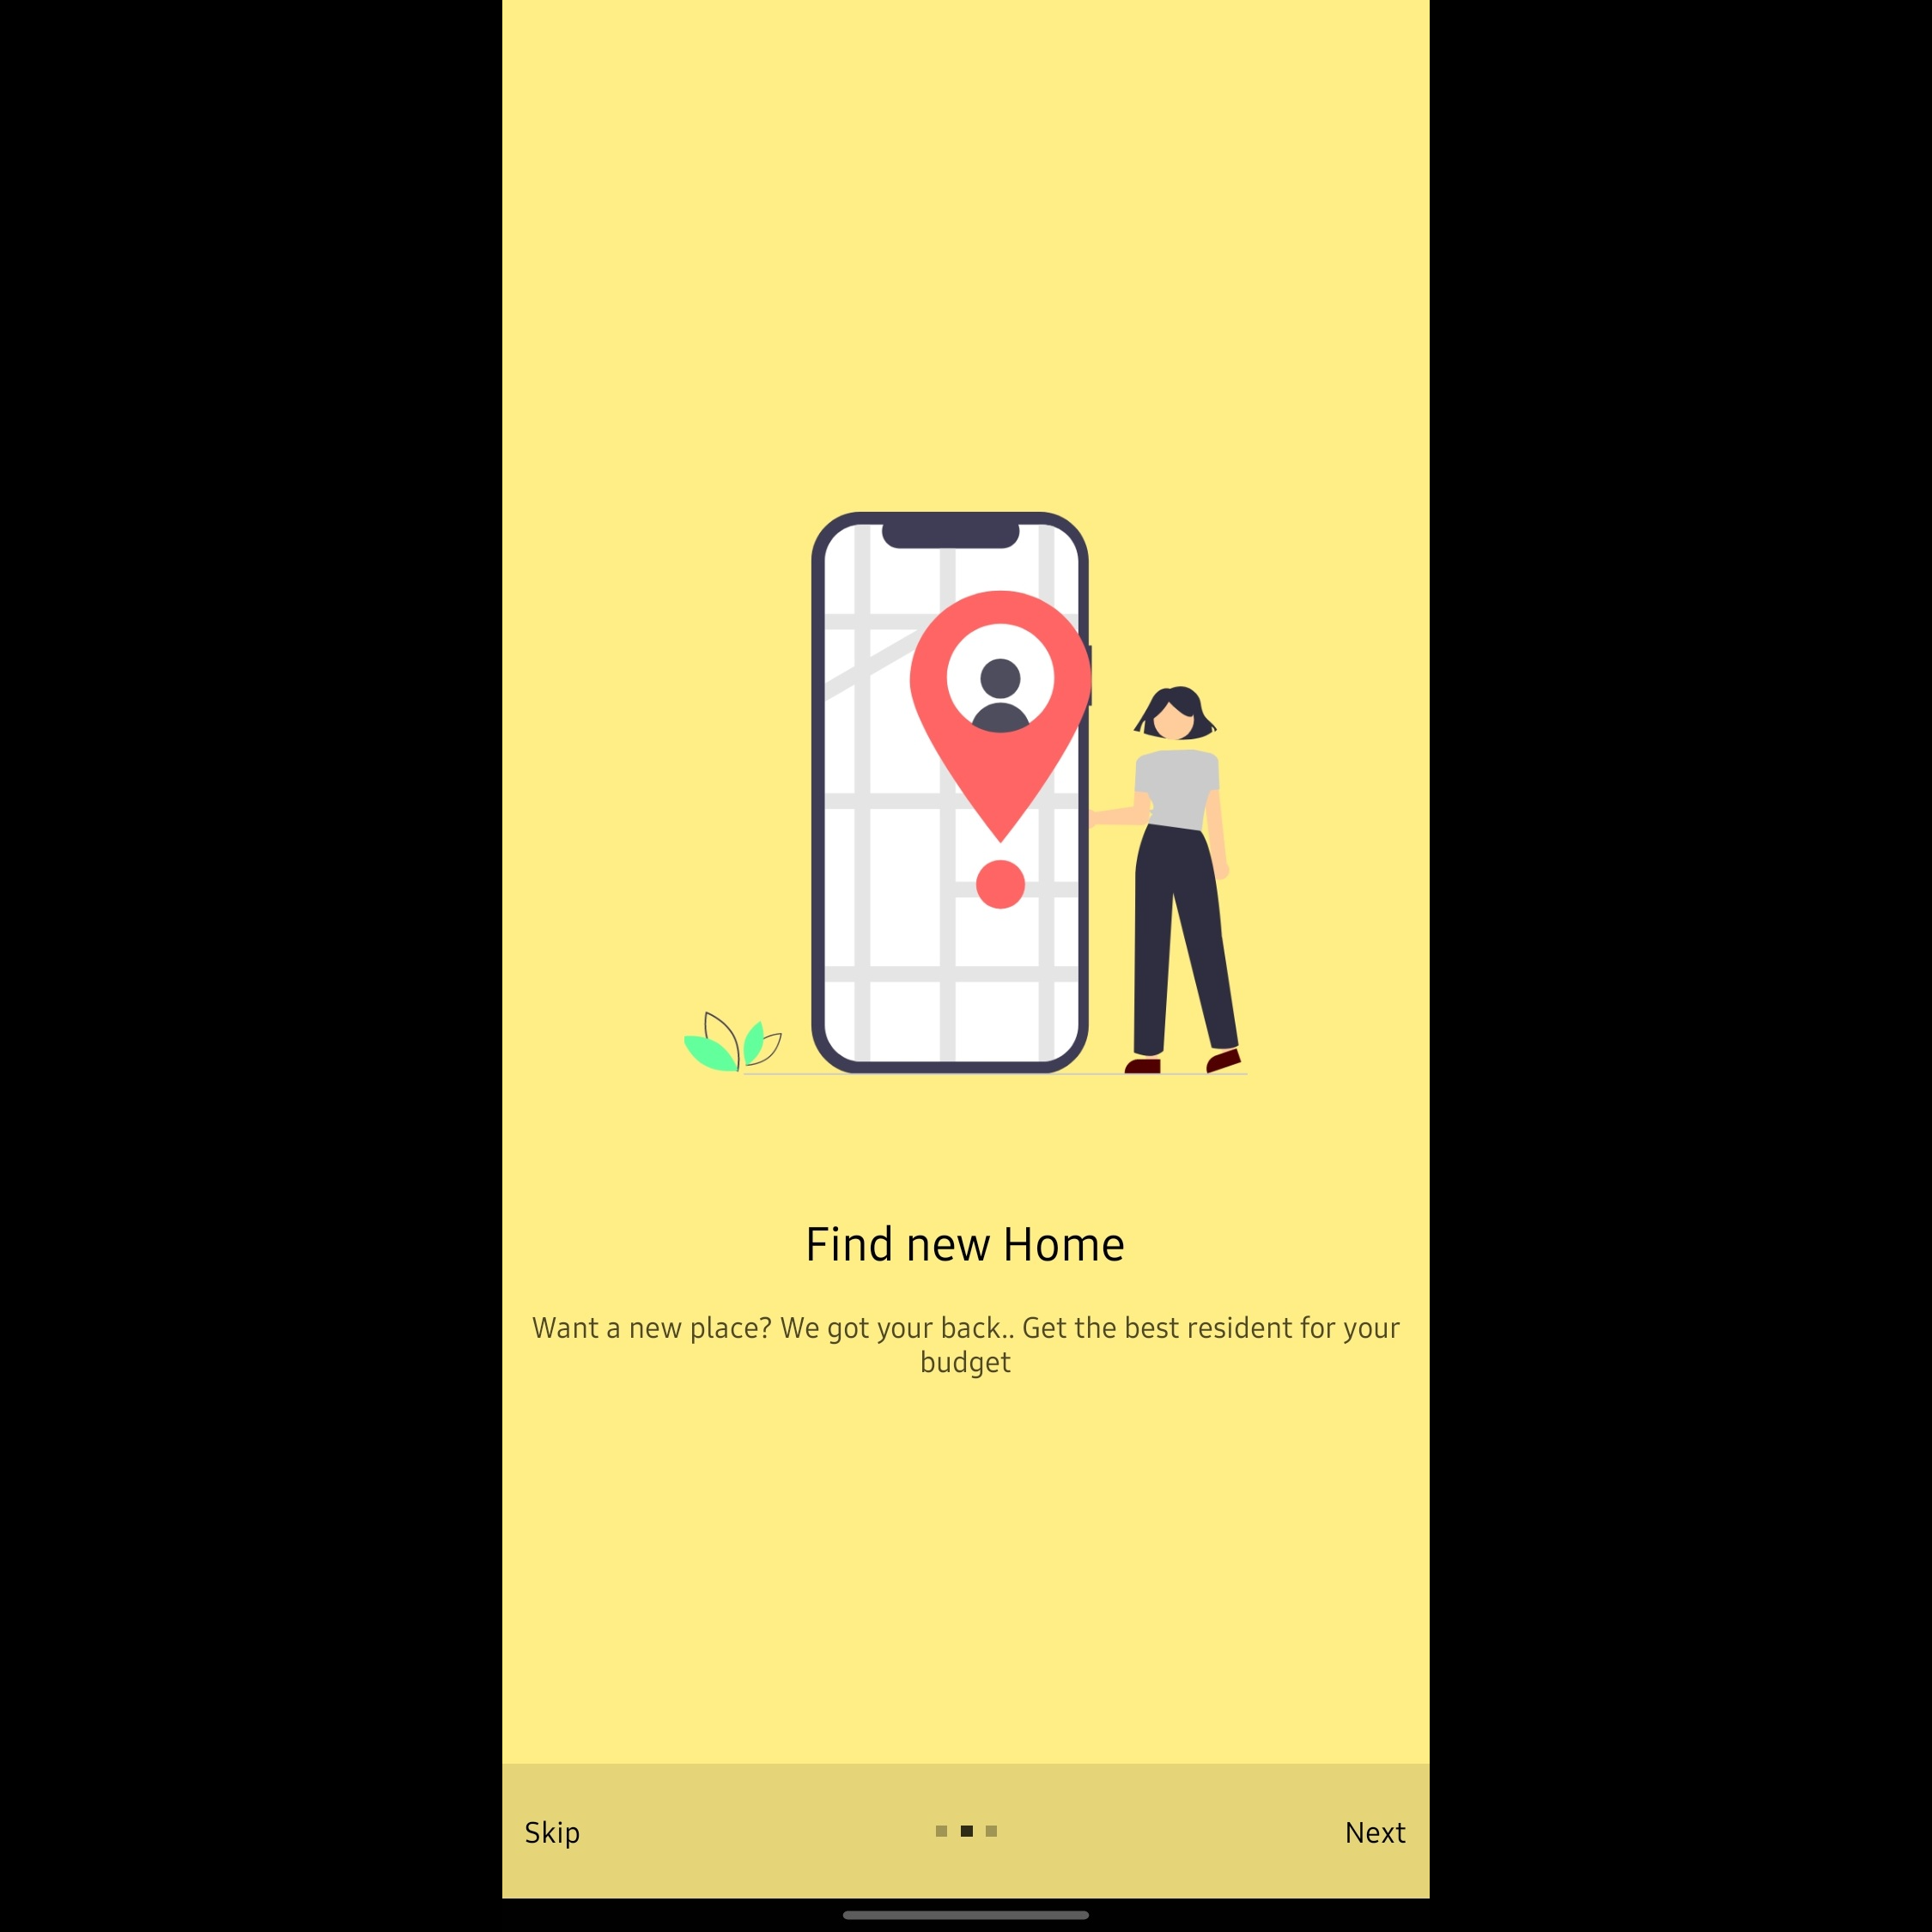 Find new Home
Want a new place? We got your back.. Get the best resident for your
budget
Skip
Next